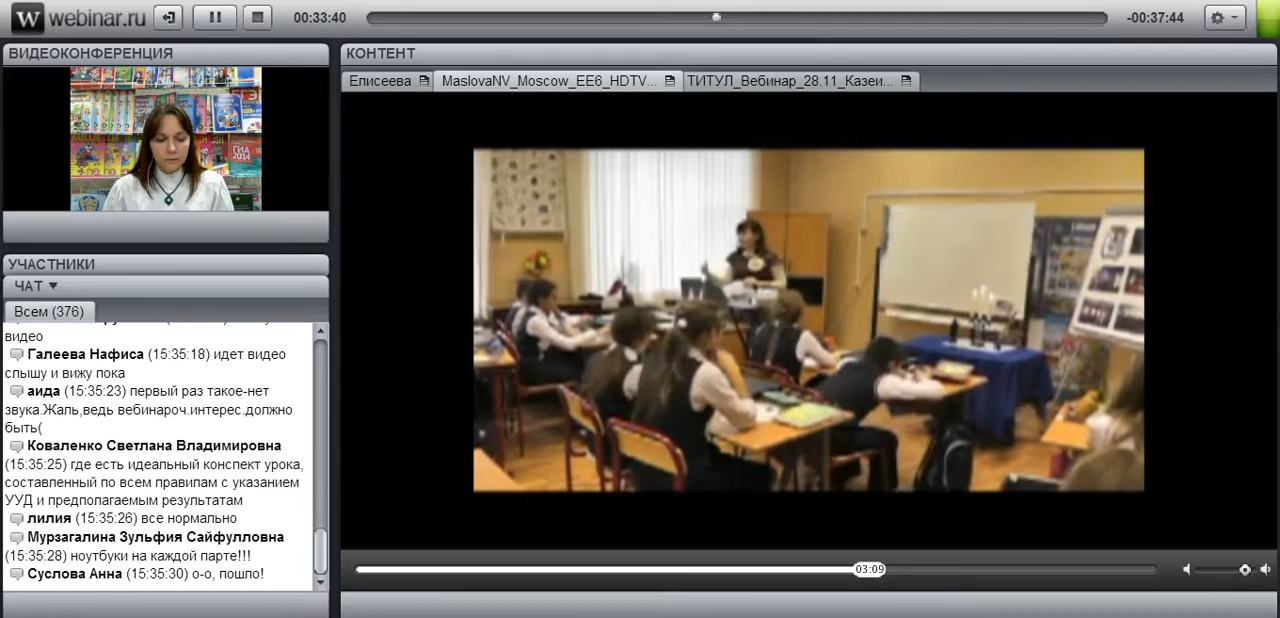 W webinar.ru
00:33:40
-00:37:44
ВИДЕОКОНФЕРЕНЦИЯ
КОНТЕНТ
Еписеева
MaslovaNV_Moscow_EE6_HDTV...
ТИТУЛ_Вебинар_28.11_Казеи...
ГИА
2014
УЧАСТНИКИ
ЧАТ
Всем (376)
видео
Галеева Нафиса (15:35:18) идет видео
слышу и вижу пока
аида (15:35:23) первый раз такое-нет
звука.Жаль,ведь вебинароч.интерес.должно
быть(
Коваленко Светлана Владимировна
(15:35:25) где есть идеальный конспект урока,
составленный по всем правилам с указанием
УУД и предполагаемым результатам
лилия (15:35:26) все нормально
Мурзагалина Зульфия Сайфулловна
(15:35:28) ноутбуки на каждой парте!!!
Суслова Анна (15:35:30) о-о, пошло!
03:09